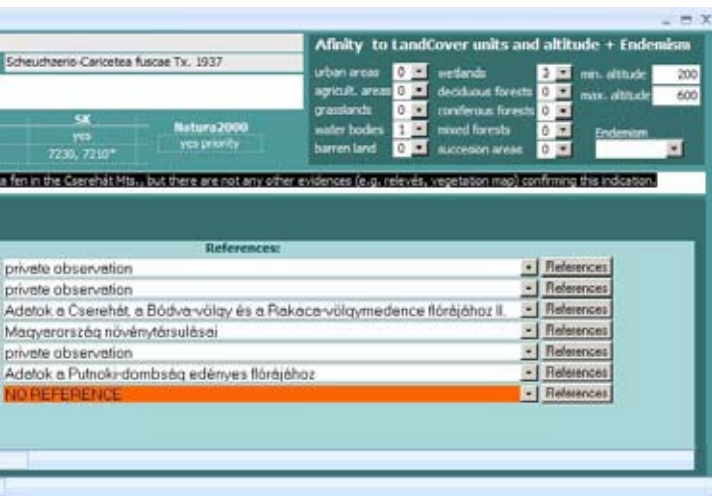 Afinity to LandCover units and altitude + Endemism
Scheuchzerio-Caricetea fuscae Tx. 1937
urban areas 0 wetlands 3 min. altitude 200
agricult. areas 0 deciduous forests 0 max. altitude 600
grasslands 0 coniferous forests 0
water bodies 1 mixed forests 0 Endemism
barren land 0 succesion areas 0
SK Natura2000
yes yes priority
7230, 7210*
a fen in the Cserehát Mts., but there are not any other evidences (e.g. relevés, vegetation map) confirming this indication.
References:
private observation References
private observation References
Adatok a Cserehát, a Bódva-völgy és a Rakaca-völgymedence flórájához II. References
Magyarország növénytársulásai References
private observation References
Adatok a Putnoki-dombság edényes flórájához References
NO REFERENCE References